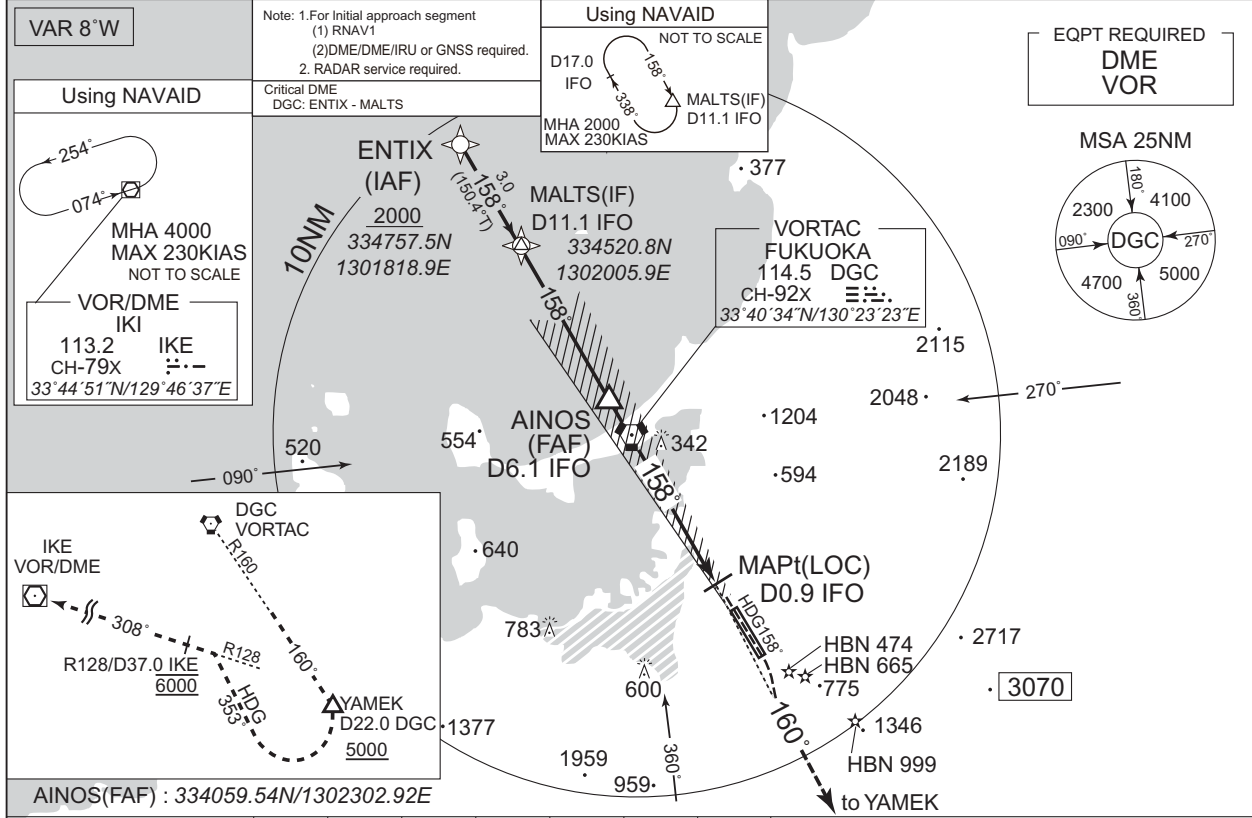 VAR 8˚W
Note: 1.For Initial approach segment
(1) RNAV1
(2)DME/DME/IRU or GNSS required.
2. RADAR service required.
Critical DME
DGC: ENTIX - MALTS
Using NAVAID
NOT TO SCALE
D17.0
IFO
158˚
338˚
MALTS(IF)
D11.1 IFO
MHA 2000
MAX 230KIAS
EQPT REQUIRED
DME
VOR
Using NAVAID
254˚
074˚
MHA 4000
MAX 230KIAS
NOT TO SCALE
VOR/DME
IKI
113.2 IKE
CH-79X
33˚44´51˝N/129˚46´37˝E
MSA 25NM
180˚
2300
4100
090˚
DGC
270˚
4700
5000
360˚
10NM
ENTIX
(IAF)
2000
334757.5N
1301818.9E
3.0
158˚
(150.4˚T)
MALTS(IF)
D11.1 IFO
334520.8N
1302005.9E
158˚
377
VORTAC
FUKUOKA
114.5 DGC
CH-92X
33˚40´34˝N/130˚23´23˝E
2115
2048
270˚
1204
AINOS
(FAF)
D6.1 IFO
554
342
520
090˚
594
2189
158˚
640
MAPt(LOC)
D0.9 IFO
HDG158˚
783
600
HBN 474
HBN 665
775
2717
3070
160˚
1346
HBN 999
1377
1959
959
360˚
to YAMEK
DGC
VORTAC
IKE
VOR/DME
R160
308˚
160˚
R128
R128/D37.0 IKE
6000
HDG
353˚
YAMEK
D22.0 DGC
5000
AINOS(FAF) : 334059.54N/1302302.92E